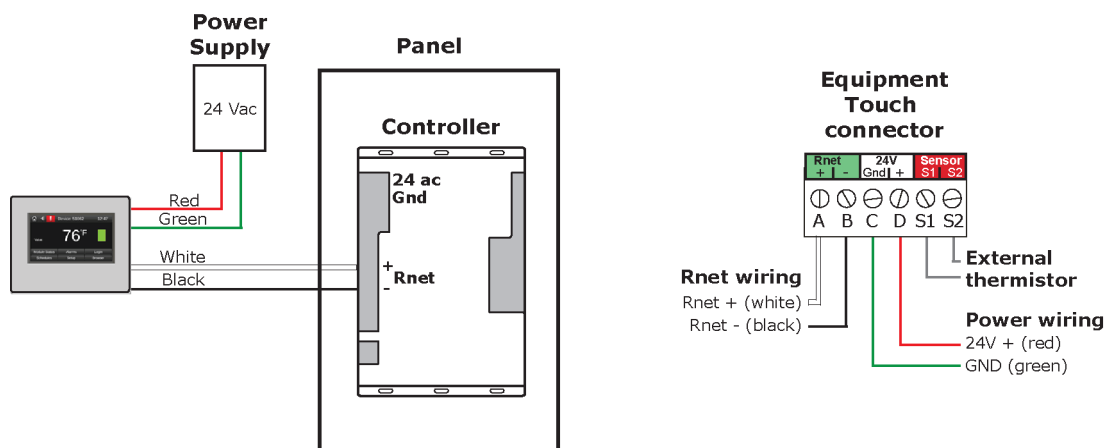 Power
Supply
24 Vac
Panel
Controller
24 ac
Gnd
Red
Green
White
Black
+
-
Rnet
76°F
Equipment
Touch
connector
Rnet 24V Sensor
+ - Gnd + S1 S2
A B C D S1 S2
External
thermistor
Rnet wiring
Rnet + (white)
Rnet - (black)
Power wiring
24V + (red)
GND (green)